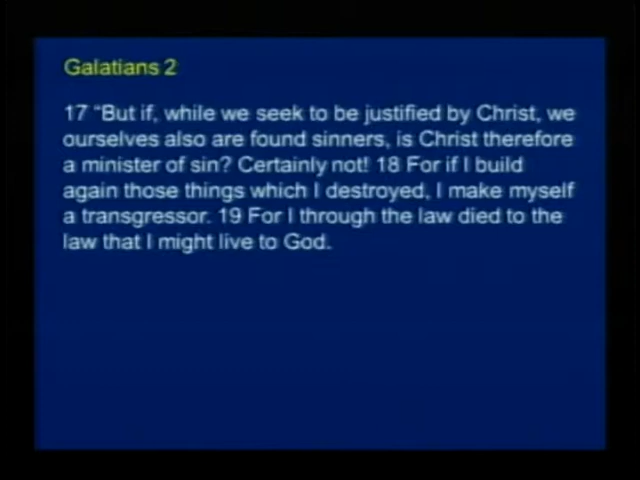 Galatians 2
17 “But if, while we seek to be justified by Christ, we
ourselves also are found sinners, is Christ therefore
a minister of sin? Certainly not! 18 For if I build
again those things which I destroyed, I make myself
a transgressor. 19 For I through the law died to the
law that I might live to God.